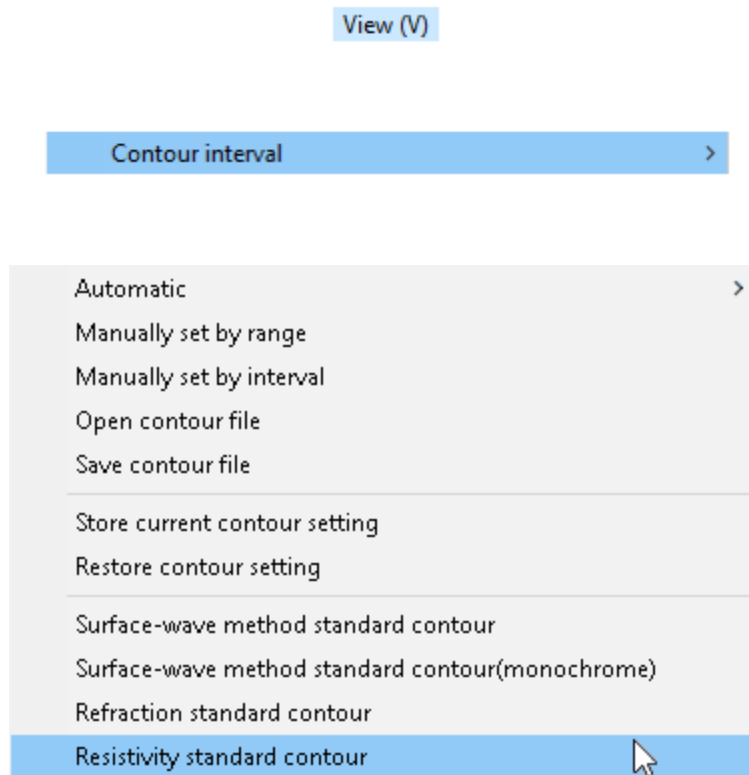 View (V)
Contour interval
Automatic
Manually set by range
Manually set by interval
Open contour file
Save contour file
Store current contour setting
Restore contour setting
Surface-wave method standard contour
Surface-wave method standard contour(monochrome)
Refraction standard contour
Resistivity standard contour